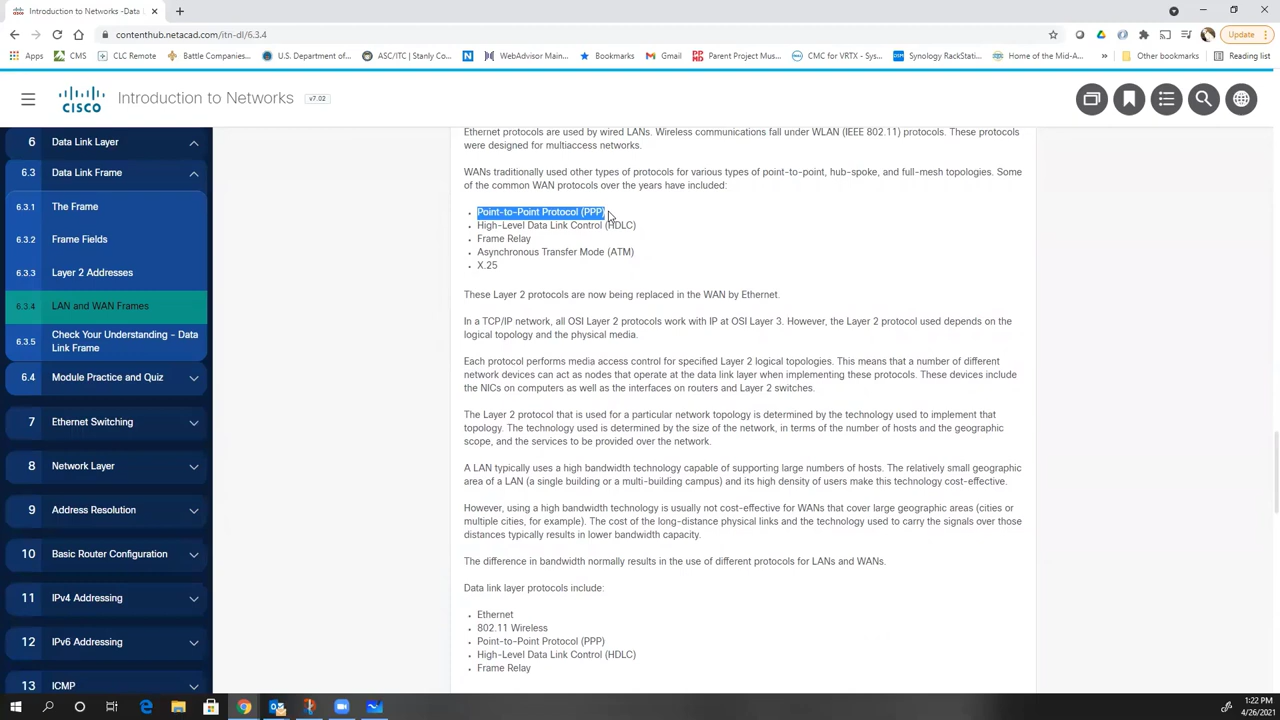 Introduction to Networks -Data L
contenthub.netacad.com/itn-dl/6.3.4
Update
Apps
CMS
CLC Remote
Battle Companies...
U.S. Department of...
ASC/ITC | Stanly Co...
WebAdvisor Main...
Bookmarks
Gmail
Parent Project Mus...
CMC for VRTX - Sys...
Synology RackStati...
Home of the Mid-A...
»
Other bookmarks
Reading list
CISCO
Introduction to Networks
v7.02
6 Data Link Layer
6.3 Data Link Frame
6.3.1 The Frame
6.3.2 Frame Fields
6.3.3 Layer 2 Addresses
6.3.4 LAN and WAN Frames
6.3.5 Check Your Understanding - Data
Link Frame
6.4 Module Practice and Quiz
7 Ethernet Switching
8 Network Layer
9 Address Resolution
10 Basic Router Configuration
11 IPv4 Addressing
12 IPv6 Addressing
13 ICMP
Ethernet protocols are used by wired LANs. Wireless communications fall under WLAN (IEEE 802.11) protocols. These protocols
were designed for multiaccess networks.
WANs traditionally used other types of protocols for various types of point-to-point, hub-spoke, and full-mesh topologies. Some
of the common WAN protocols over the years have included:
• Point-to-Point Protocol (PPP)
• High-Level Data Link Control (HDLC)
• Frame Relay
• Asynchronous Transfer Mode (ATM)
• X.25
These Layer 2 protocols are now being replaced in the WAN by Ethernet.
In a TCP/IP network, all OSI Layer 2 protocols work with IP at OSI Layer 3. However, the Layer 2 protocol used depends on the
logical topology and the physical media.
Each protocol performs media access control for specified Layer 2 logical topologies. This means that a number of different
network devices can act as nodes that operate at the data link layer when implementing these protocols. These devices include
the NICs on computers as well as the interfaces on routers and Layer 2 switches.
The Layer 2 protocol that is used for a particular network topology is determined by the technology used to implement that
topology. The technology used is determined by the size of the network, in terms of the number of hosts and the geographic
scope, and the services to be provided over the network.
A LAN typically uses a high bandwidth technology capable of supporting large numbers of hosts. The relatively small geographic
area of a LAN (a single building or a multi-building campus) and its high density of users make this technology cost-effective.
However, using a high bandwidth technology is usually not cost-effective for WANs that cover large geographic areas (cities or
multiple cities, for example). The cost of the long-distance physical links and the technology used to carry the signals over those
distances typically results in lower bandwidth capacity.
The difference in bandwidth normally results in the use of different protocols for LANs and WANs.
Data link layer protocols include:
• Ethernet
• 802.11 Wireless
• Point-to-Point Protocol (PPP)
• High-Level Data Link Control (HDLC)
• Frame Relay
1:22 PM
4/26/2021